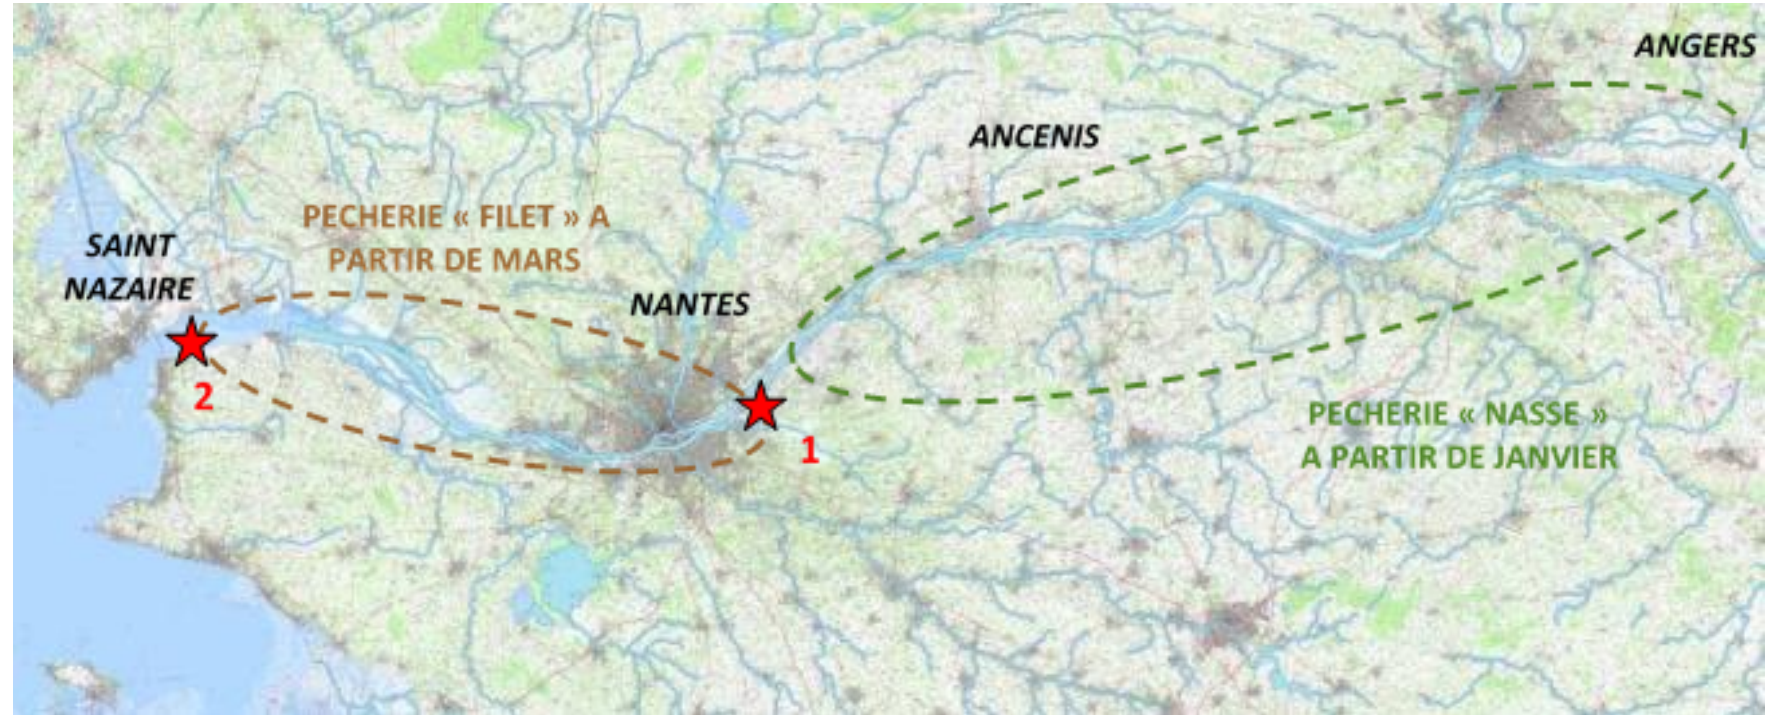 ANGERS
ANCENIS
PECHERIE « FILET » A
PARTIR DE MARS
SAINT
NAZAIRE
NANTES
2
1
PECHERIE « NASSE »
A PARTIR DE JANVIER